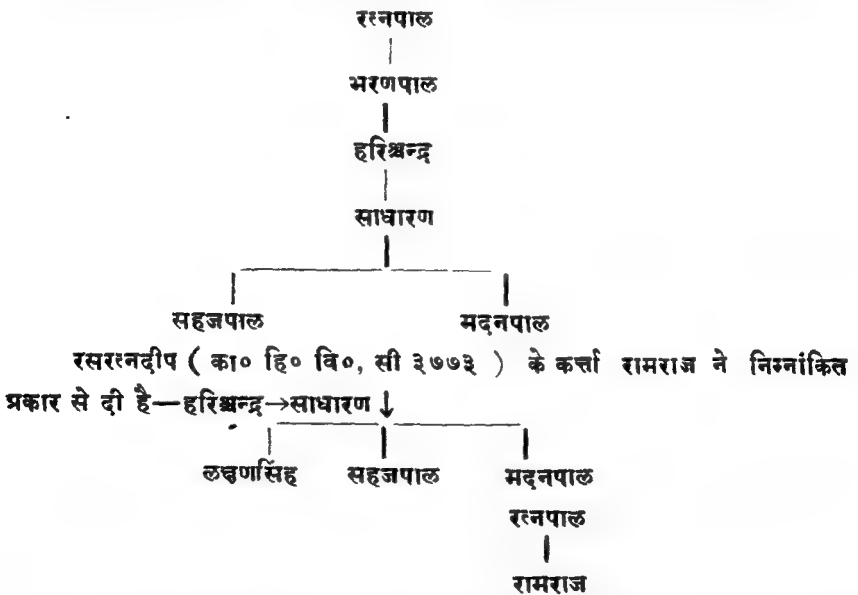 रत्नपाल
भरणपाल
हरिश्चन्द्र
साधारण
सहजपाल मदनपाल
रसरत्नदीप ( का० हि० वि०, सी ३७७३ ) के कर्त्ता रामराज ने निम्नांकित
प्रकार से दी है—हरिश्चन्द्र→साधारण ↓
लक्ष्मणसिंह सहजपाल मदनपाल
रत्नपाल
रामराज